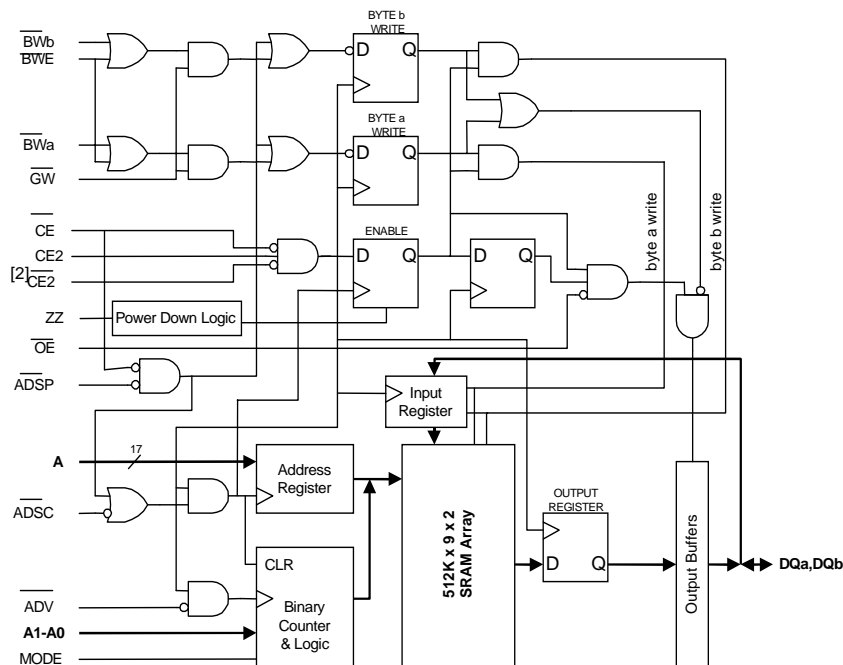 BYTE b
WRITE
BWb
BWE
D Q
BYTE a
WRITE
BWa
D Q
GW
byte a write
byte b write
CE
ENABLE
CE2
D Q
D
Q
[2]CE2
ZZ
Power Down Logic
OE
ADSP
Input
Register
A
17
Address
Register
ADSC
OUTPUT
REGISTER
512K x 9 x 2
SRAM Array
D Q
Output Buffers
DQa,DQb
CLR
ADV
Binary
Counter
& Logic
A1-A0
MODE